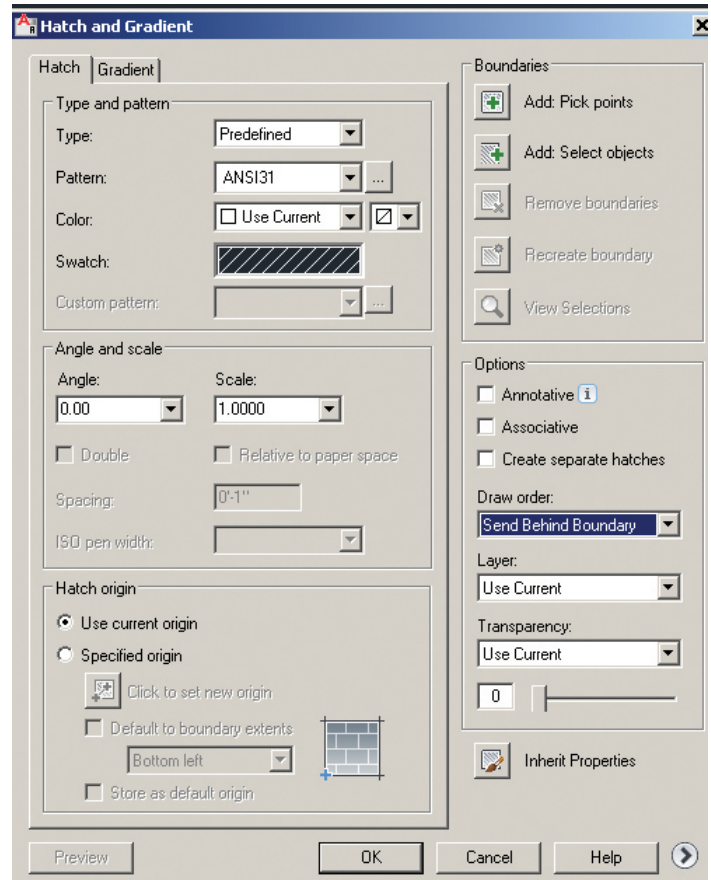 Hatch and Gradient
Hatch
Gradient
Type and pattern
Type:
Predefined
Pattern:
ANSI31
...
Color:
Use Current
Swatch:
Custom pattern:
...
Angle and scale
Angle:
Scale:
0.00
1.0000
Double
Relative to paper space
Spacing:
0'-1"
ISO pen width:
Hatch origin
Use current origin
Specified origin
Click to set new origin
Default to boundary extents
Bottom left
Store as default origin
Boundaries
Add: Pick points
Add: Select objects
Remove boundaries
Recreate boundary
View Selections
Options
Annotative
Associative
Create separate hatches
Draw order:
Send Behind Boundary
Layer:
Use Current
Transparency:
Use Current
0
Inherit Properties
Preview
OK
Cancel
Help